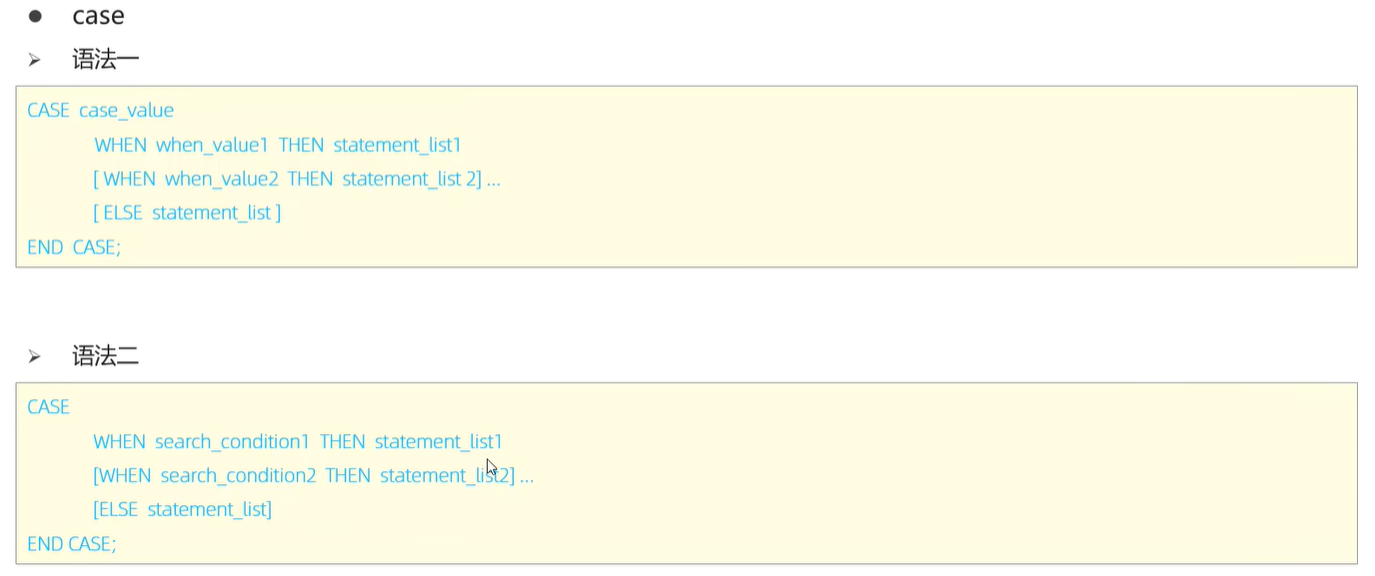 case
语法一
CASE case_value
WHEN when_value1 THEN statement_list1
[ WHEN when_value2 THEN statement_list 2] ...
[ ELSE statement_list ]
END CASE;
语法二
CASE
WHEN search_condition1 THEN statement_list1
[WHEN search_condition2 THEN statement_list2] ...
[ELSE statement_list]
END CASE;